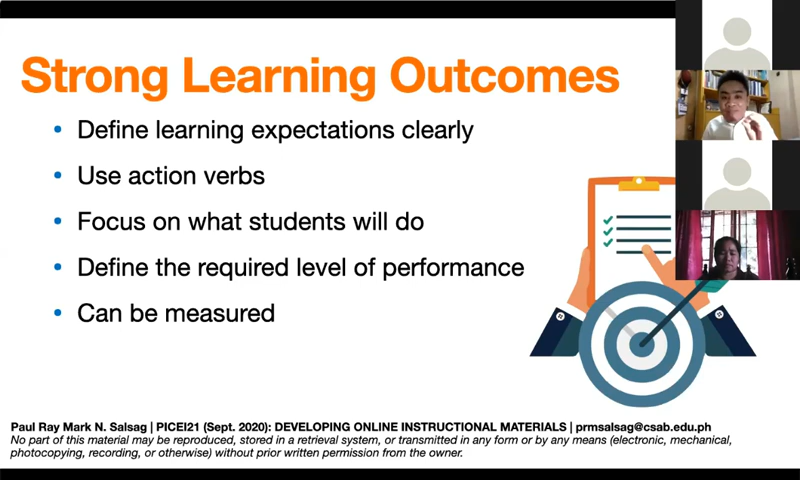 Strong Learning Outcomes
• Define learning expectations clearly
• Use action verbs
• Focus on what students will do
• Define the required level of performance
• Can be measured
Paul Ray Mark N. Salsag | PICEI21 (Sept. 2020): DEVELOPING ONLINE INSTRUCTIONAL MATERIALS | prmsalsag@csab.edu.ph
No part of this material may be reproduced, stored in a retrieval system, or transmitted in any form or by any means (electronic, mechanical,
photocopying, recording, or otherwise) without prior written permission from the owner.